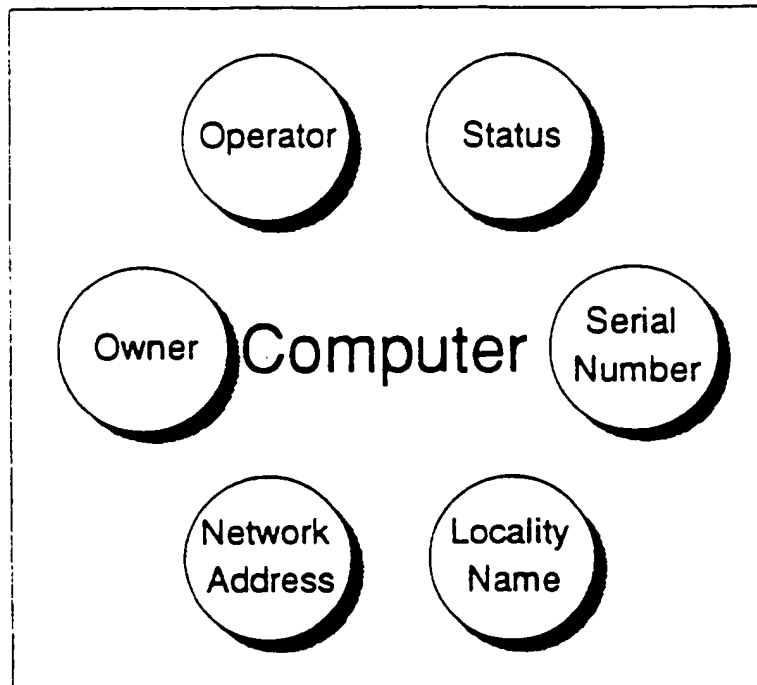 Operator
Status
Owner
Computer
Serial
Number
Network
Address
Locality
Name